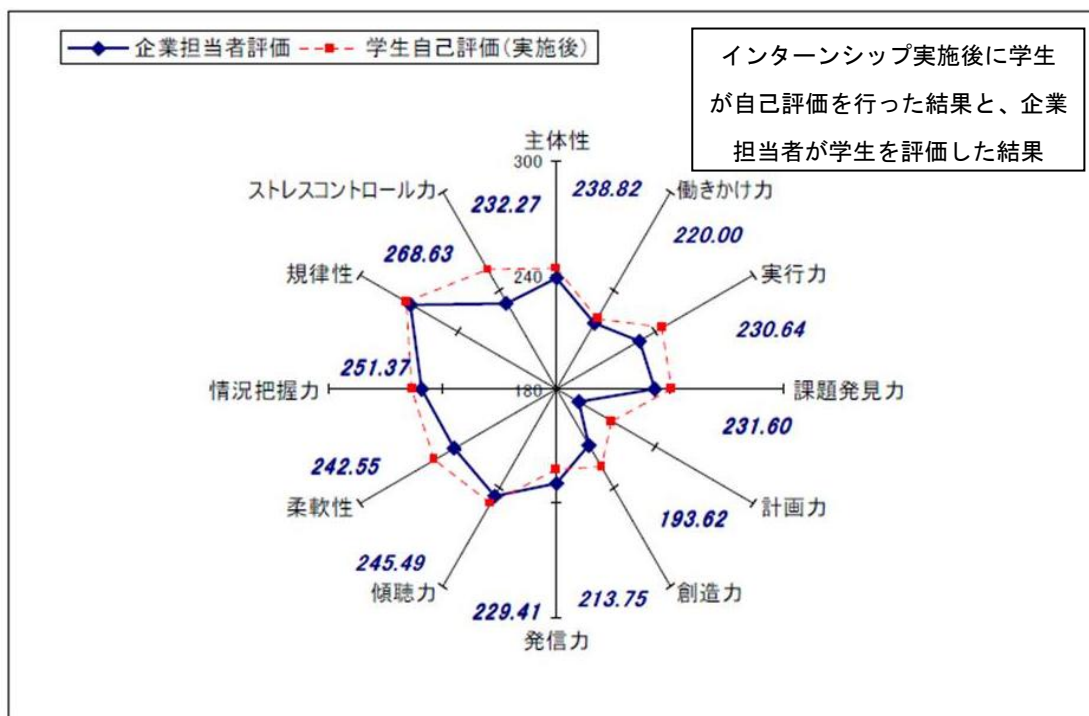 企業担当者評価 学生自己評価(実施後)
インターンシップ実施後に学生
が自己評価を行った結果と、企業
担当者が学生を評価した結果
主体性
300
238.82
働きかけ力
220.00
実行力
230.64
課題発見力
231.60
計画力
193.62
創造力
213.75
発信力
229.41
傾聴力
245.49
柔軟性
242.55
情況把握力
251.37
規律性
268.63
ストレスコントロール力
232.27
240
180